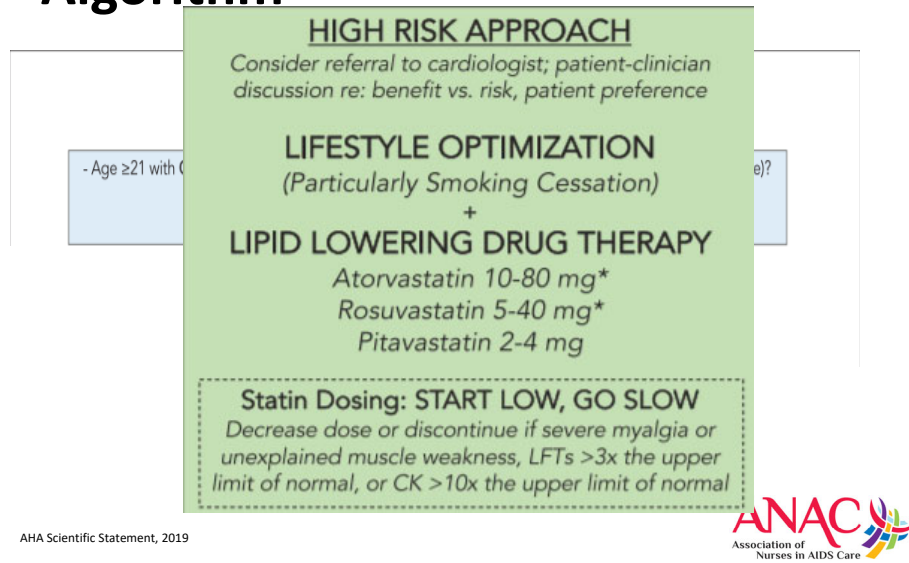 Algorithm
HIGH RISK APPROACH
Consider referral to cardiologist; patient-clinician
discussion re: benefit vs. risk, patient preference
- Age ≥21 with
e)?
LIFESTYLE OPTIMIZATION
(Particularly Smoking Cessation)
+
LIPID LOWERING DRUG THERAPY
Atorvastatin 10-80 mg*
Rosuvastatin 5-40 mg*
Pitavastatin 2-4 mg
Statin Dosing: START LOW, GO SLOW
Decrease dose or discontinue if severe myalgia or
unexplained muscle weakness, LFTs >3x the upper
limit of normal, or CK >10x the upper limit of normal
AHA Scientific Statement, 2019
ANAC
Association of
Nurses in AIDS Care